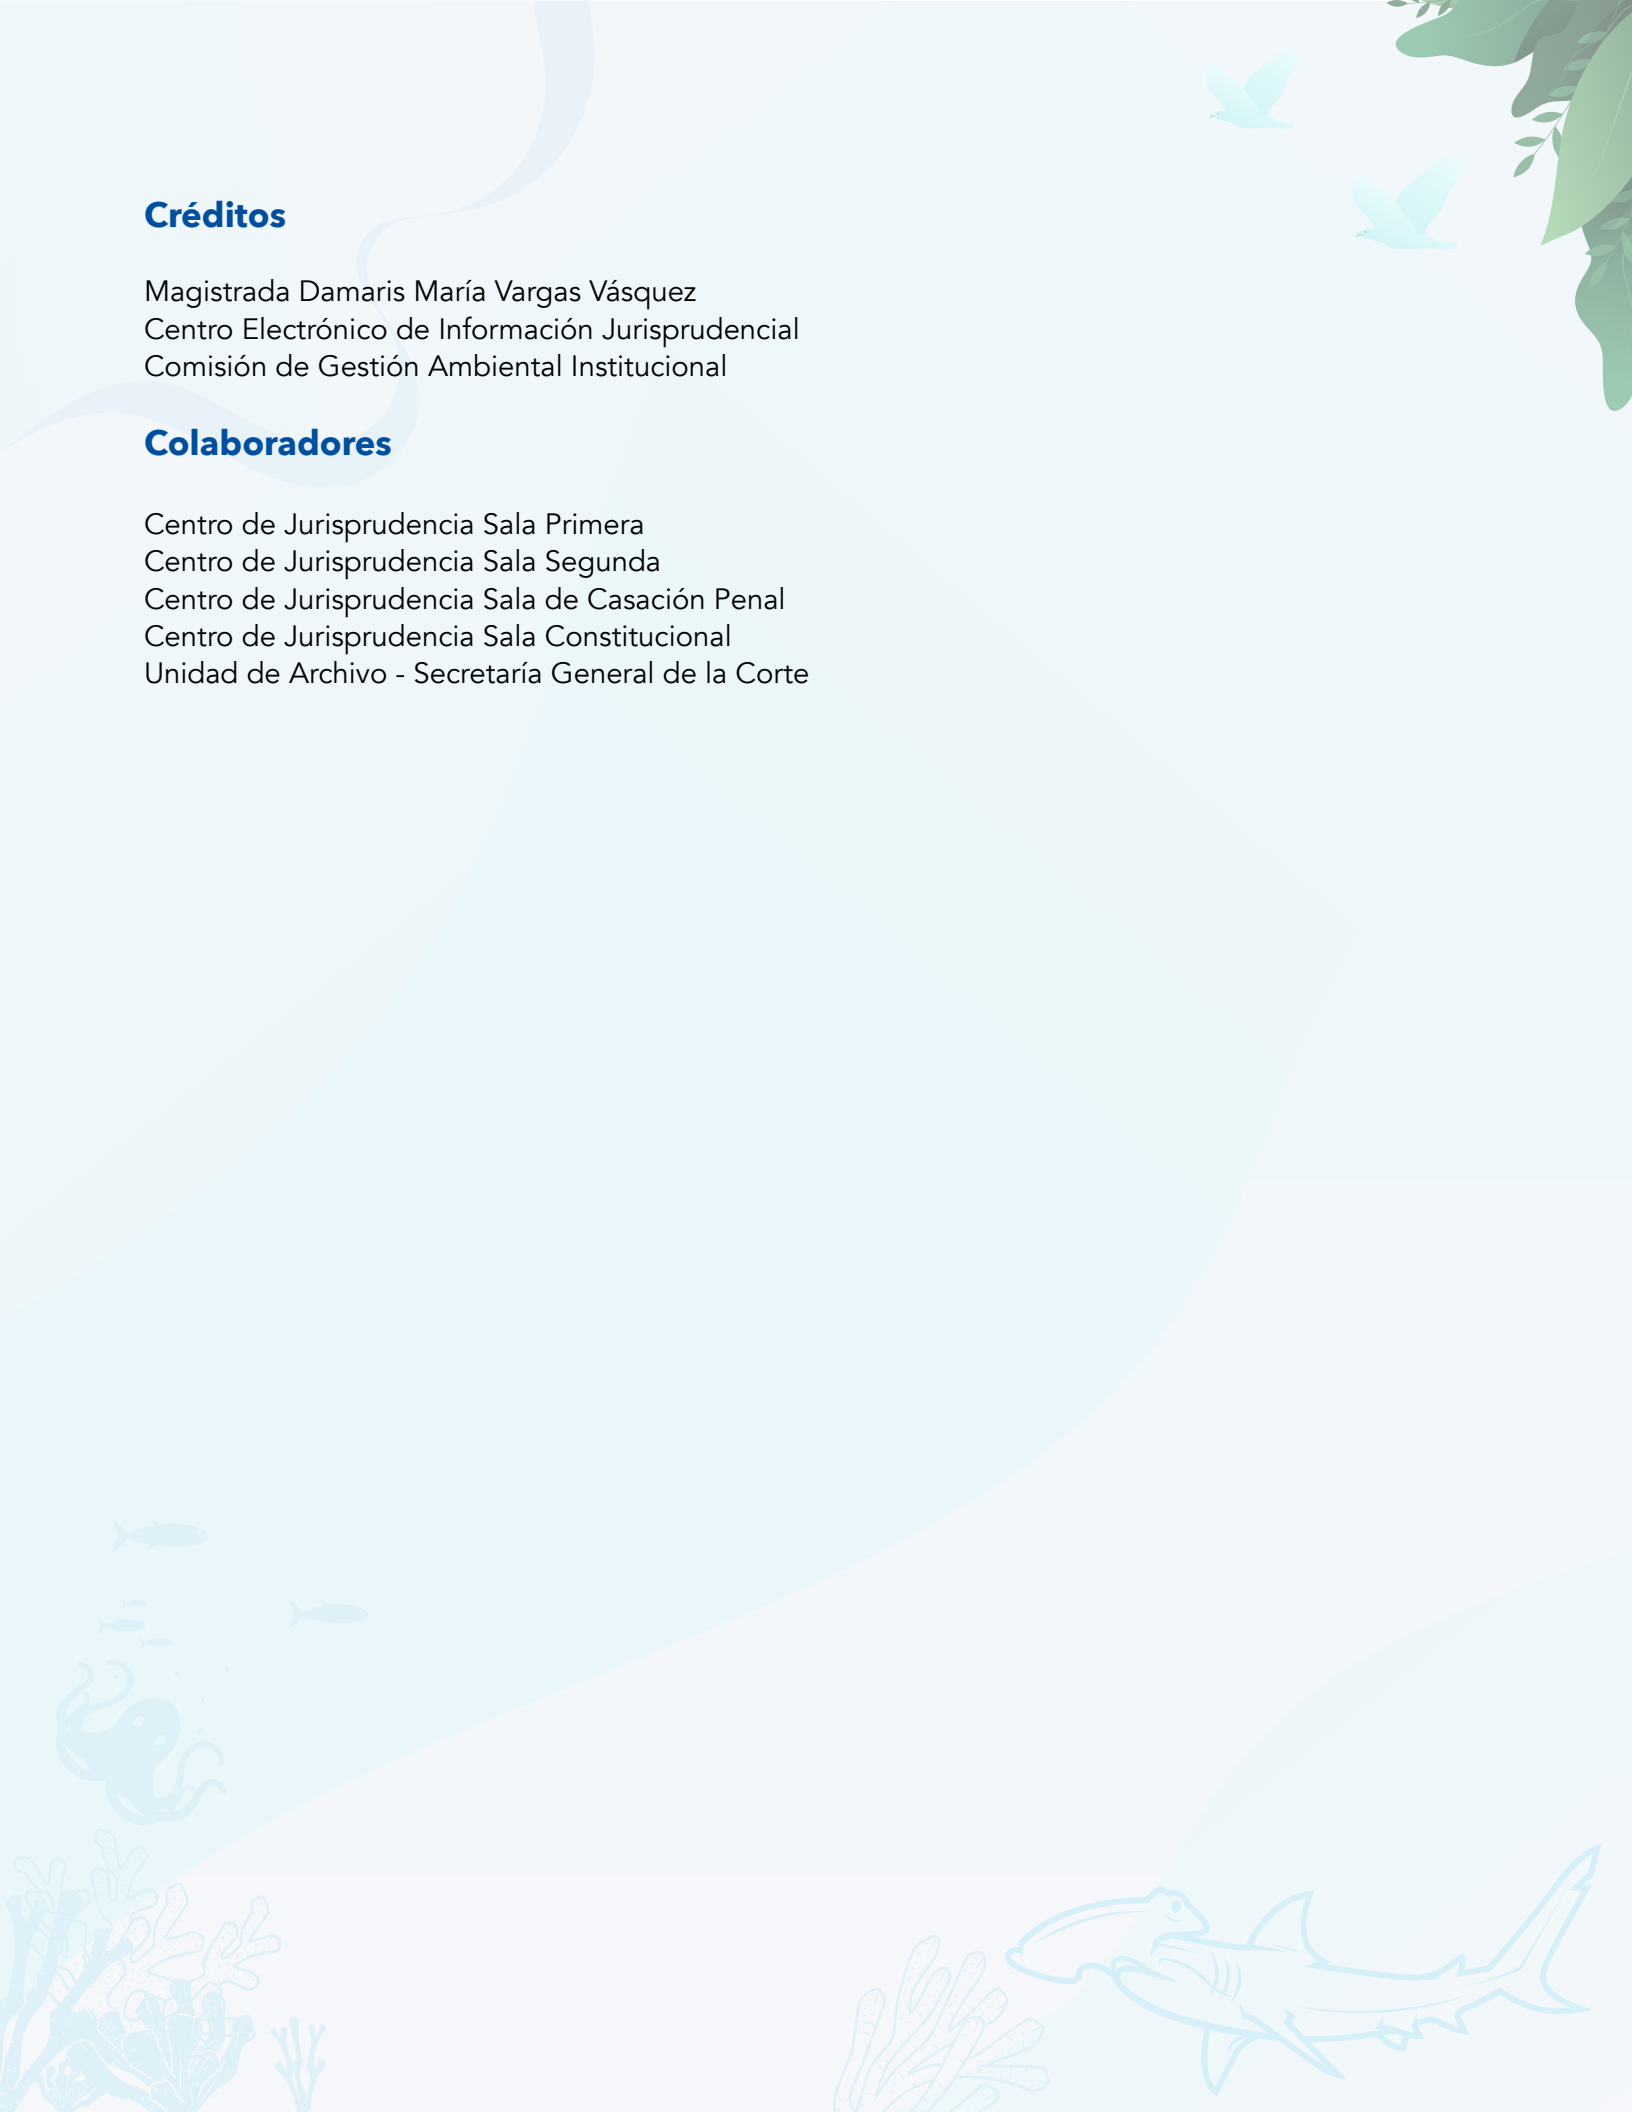 Créditos
Magistrada Damaris María Vargas Vásquez
Centro Electrónico de Información Jurisprudencial
Comisión de Gestión Ambiental Institucional
Colaboradores
Centro de Jurisprudencia Sala Primera
Centro de Jurisprudencia Sala Segunda
Centro de Jurisprudencia Sala de Casación Penal
Centro de Jurisprudencia Sala Constitucional
Unidad de Archivo - Secretaría General de la Corte